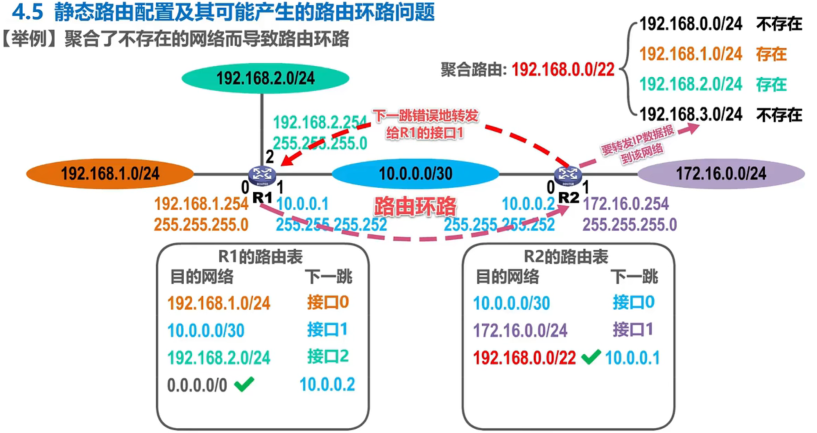 4.5 静态路由配置及其可能产生的路由环路问题
【举例】聚合了不存在的网络而导致路由环路
聚合路由: 192.168.0.0/22
192.168.0.0/24 不存在
192.168.1.0/24 存在
192.168.2.0/24 存在
192.168.3.0/24 不存在
192.168.2.0/24
192.168.2.254
255.255.255.0
下一跳错误地转发
给R1的接口1
要转发IP数据报
到该网络
192.168.1.0/24
2
0
R1
1
10.0.0.0/30
0
R2
1
172.16.0.0/24
192.168.1.254
255.255.255.0
10.0.0.1
255.255.255.252
路由环路
10.0.0.2
255.255.255.252
172.16.0.254
255.255.255.0
R1的路由表
目的网络 下一跳
192.168.1.0/24 接口0
10.0.0.0/30 接口1
192.168.2.0/24 接口2
0.0.0.0/0 10.0.0.2
R2的路由表
目的网络 下一跳
10.0.0.0/30 接口0
172.16.0.0/24 接口1
192.168.0.0/22 10.0.0.1